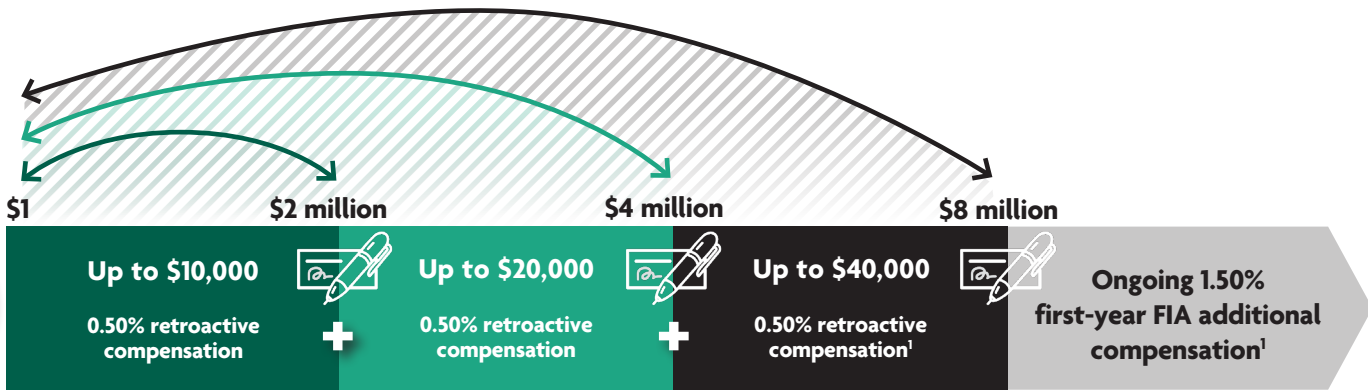 $1
$2 million
$4 million
$8 million
Up to $10,000
0.50% retroactive
compensation
+
Up to $20,000
0.50% retroactive
compensation
+
Up to $40,000
0.50% retroactive
compensation¹
Ongoing 1.50%
first-year FIA additional
compensation¹